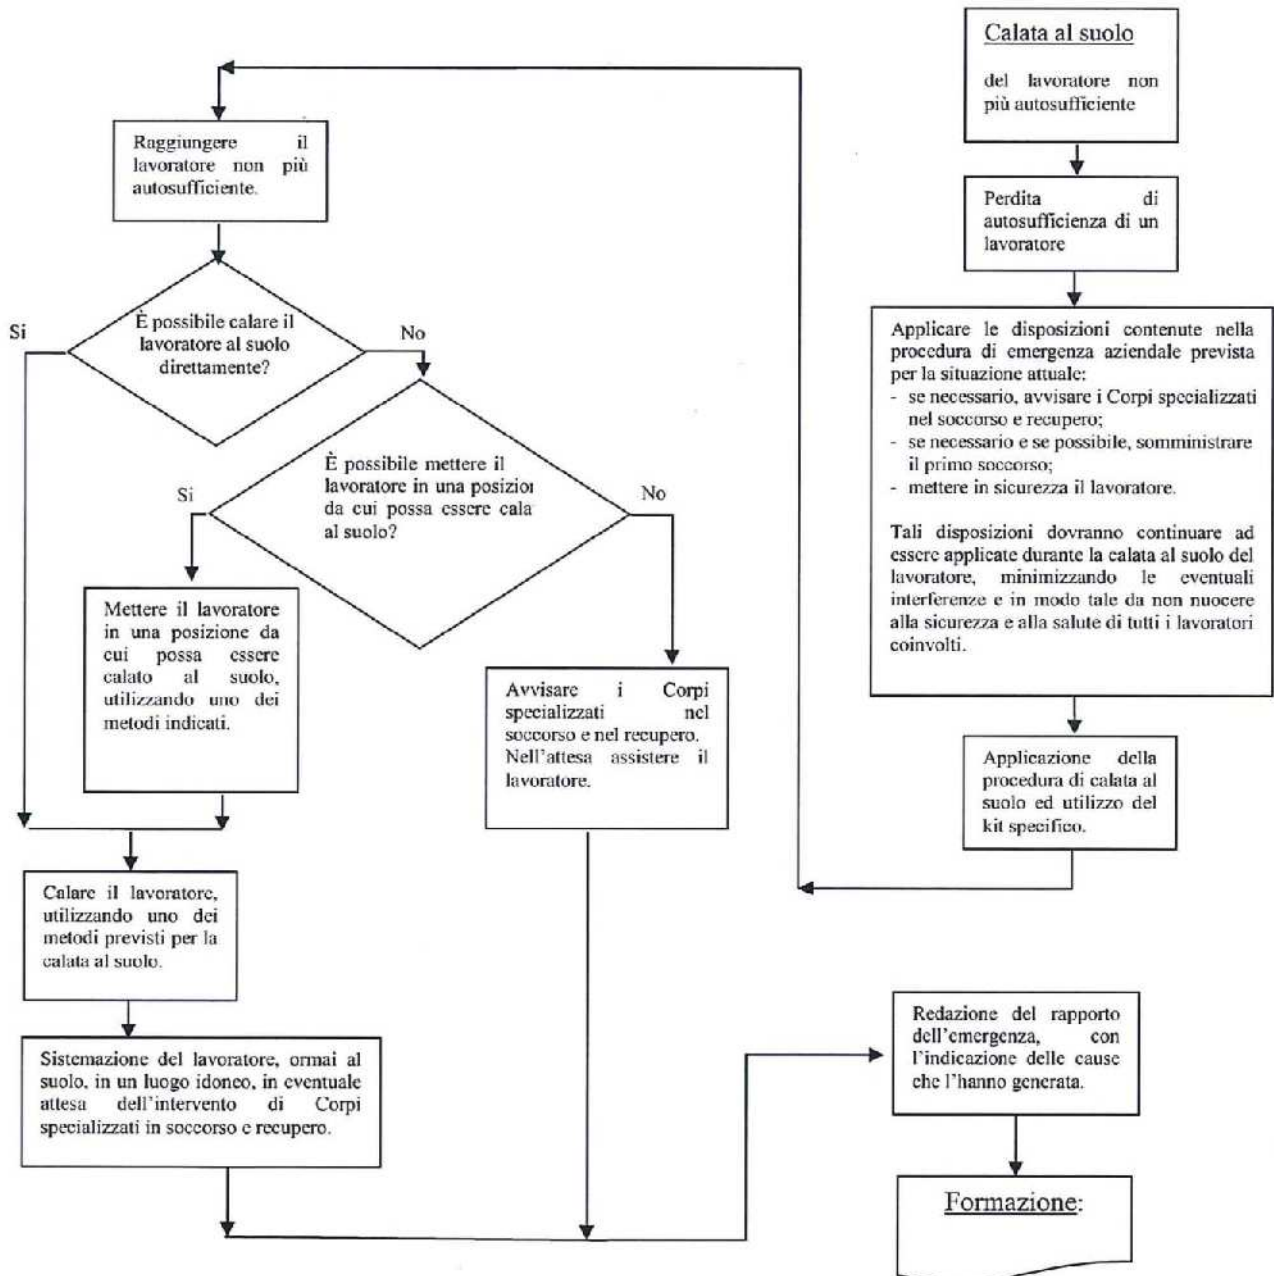 Calata al suolo
del lavoratore non
più autosufficiente
Perdita di
autosufficienza di un
lavoratore
Applicare le disposizioni contenute nella
procedura di emergenza aziendale prevista
per la situazione attuale:
- se necessario, avvisare i Corpi specializzati
nel soccorso e recupero;
- se necessario e se possibile, somministrare
il primo soccorso;
- mettere in sicurezza il lavoratore.
Tali disposizioni dovranno continuare ad
essere applicate durante la calata al suolo del
lavoratore, minimizzando le eventuali
interferenze e in modo tale da non nuocere
alla sicurezza e alla salute di tutti i lavoratori
coinvolti.
Applicazione della
procedura di calata al
suolo ed utilizzo del
kit specifico.
Raggiungere il
lavoratore non più
autosufficiente.
È possibile calare il
lavoratore al suolo
direttamente?
Si
No
È possibile mettere il
lavoratore in una posizion
da cui possa essere cala
al suolo?
Si
No
Mettere il lavoratore
in una posizione da
cui possa essere
calato al suolo,
utilizzando uno dei
metodi indicati.
Avvisare i Corpi
specializzati nel
soccorso e nel recupero.
Nell'attesa assistere il
lavoratore.
Calare il lavoratore,
utilizzando uno dei
metodi previsti per la
calata al suolo.
Sistemazione del lavoratore, ormai al
suolo, in un luogo idoneo, in eventuale
attesa dell'intervento di Corpi
specializzati in soccorso e recupero.
Redazione del rapporto
dell'emergenza, con
l'indicazione delle cause
che l'hanno generata.
Formazione: